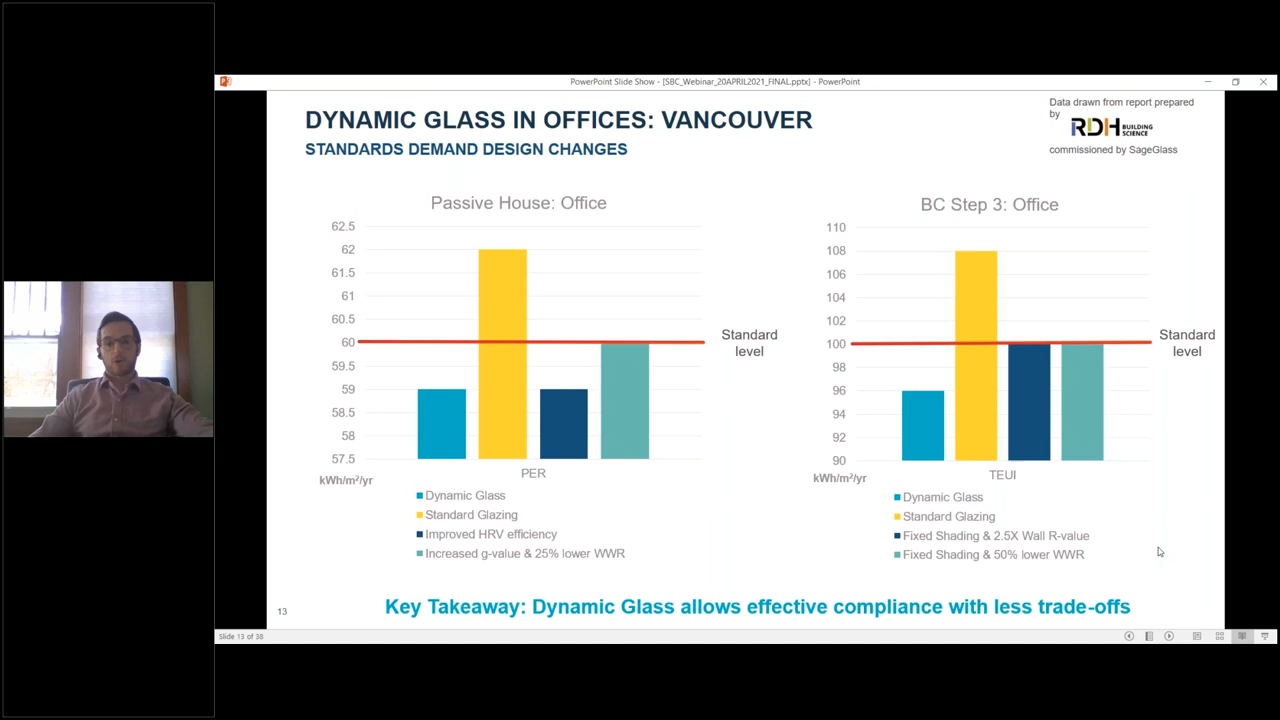 PowerPoint Slide Show - [SBC_Webinar_20APRIL2021_FINAL.pptx] - PowerPoint
DYNAMIC GLASS IN OFFICES: VANCOUVER
STANDARDS DEMAND DESIGN CHANGES
Data drawn from report prepared
by
RDH BUILDING
SCIENCE
commissioned by SageGlass
Passive House: Office
62.5
62
61.5
61
60.5
60
59.5
59
58.5
58
57.5
kWh/m²/yr
PER
Standard
level
Dynamic Glass
Standard Glazing
Improved HRV efficiency
Increased g-value & 25% lower WWR
BC Step 3: Office
110
108
106
104
102
100
98
96
94
92
90
kWh/m²/yr
TEUI
Standard
level
Dynamic Glass
Standard Glazing
Fixed Shading & 2.5X Wall R-value
Fixed Shading & 50% lower WWR
13
Key Takeaway: Dynamic Glass allows effective compliance with less trade-offs
Slide 13 of 38